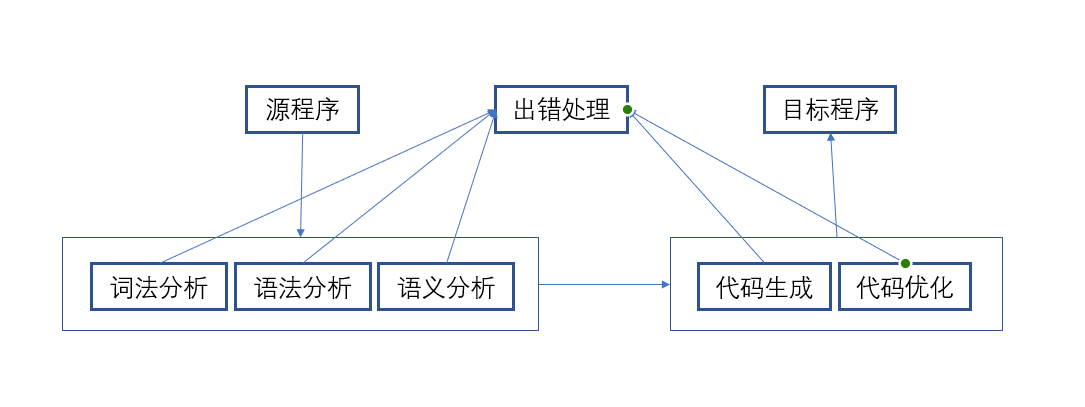 源程序
出错处理
目标程序
词法分析
语法分析
语义分析
代码生成
代码优化